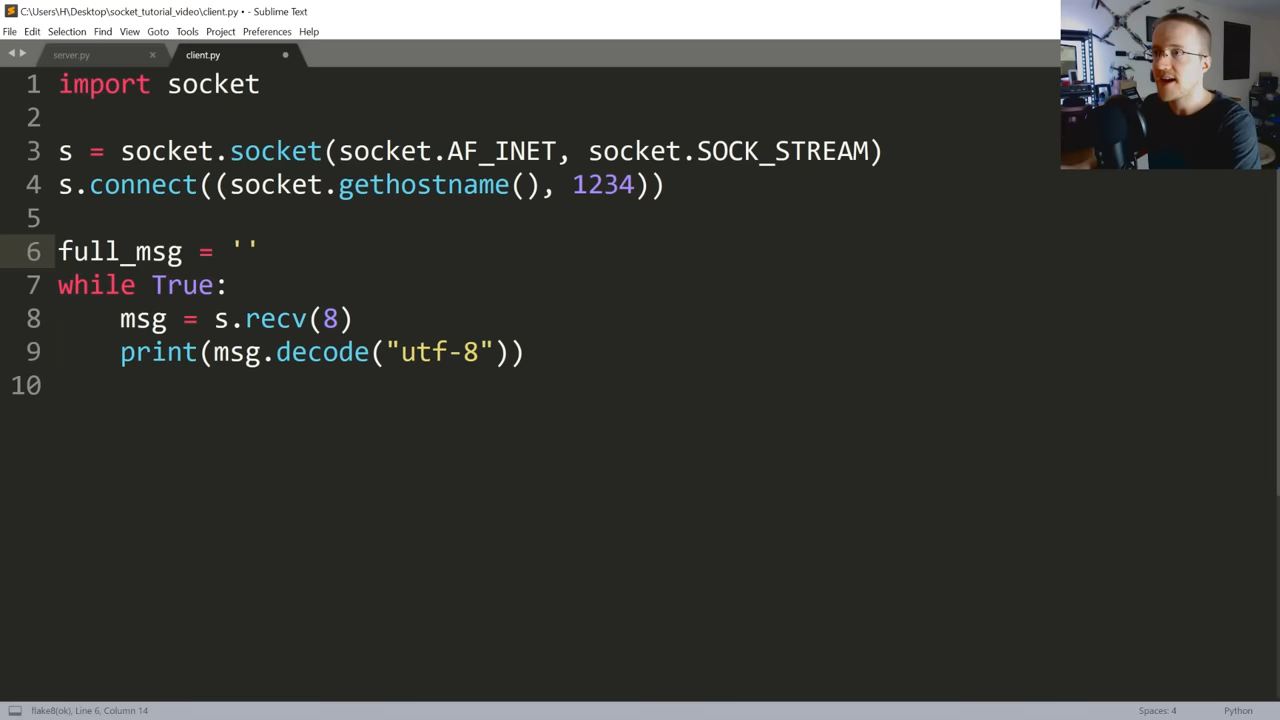 C:\Users\H\Desktop\socket_tutorial_video\client.py • - Sublime Text
File Edit Selection Find View Goto Tools Project Preferences Help
server.py × client.py
1 import socket
2
3 s = socket.socket(socket.AF_INET, socket.SOCK_STREAM)
4 s.connect((socket.gethostname(), 1234))
5
6 full_msg = ''
7 while True:
8     msg = s.recv(8)
9     print(msg.decode("utf-8"))
10
flake8(ok), Line 6, Column 14 Spaces: 4 Python